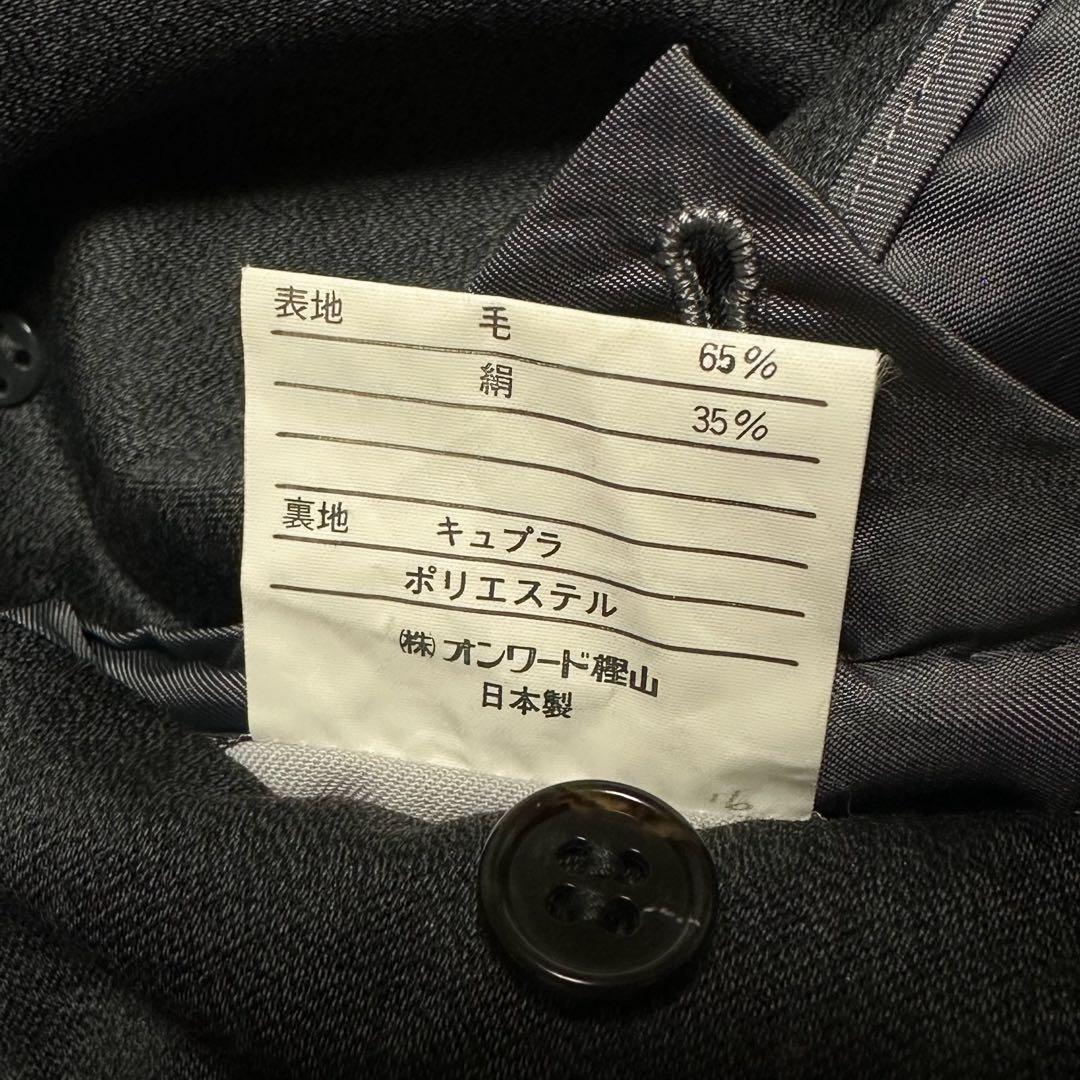 表地 毛 65%
絹 35%
裏地 キュプラ
ポリエステル
㈱オンワード樫山
日本製